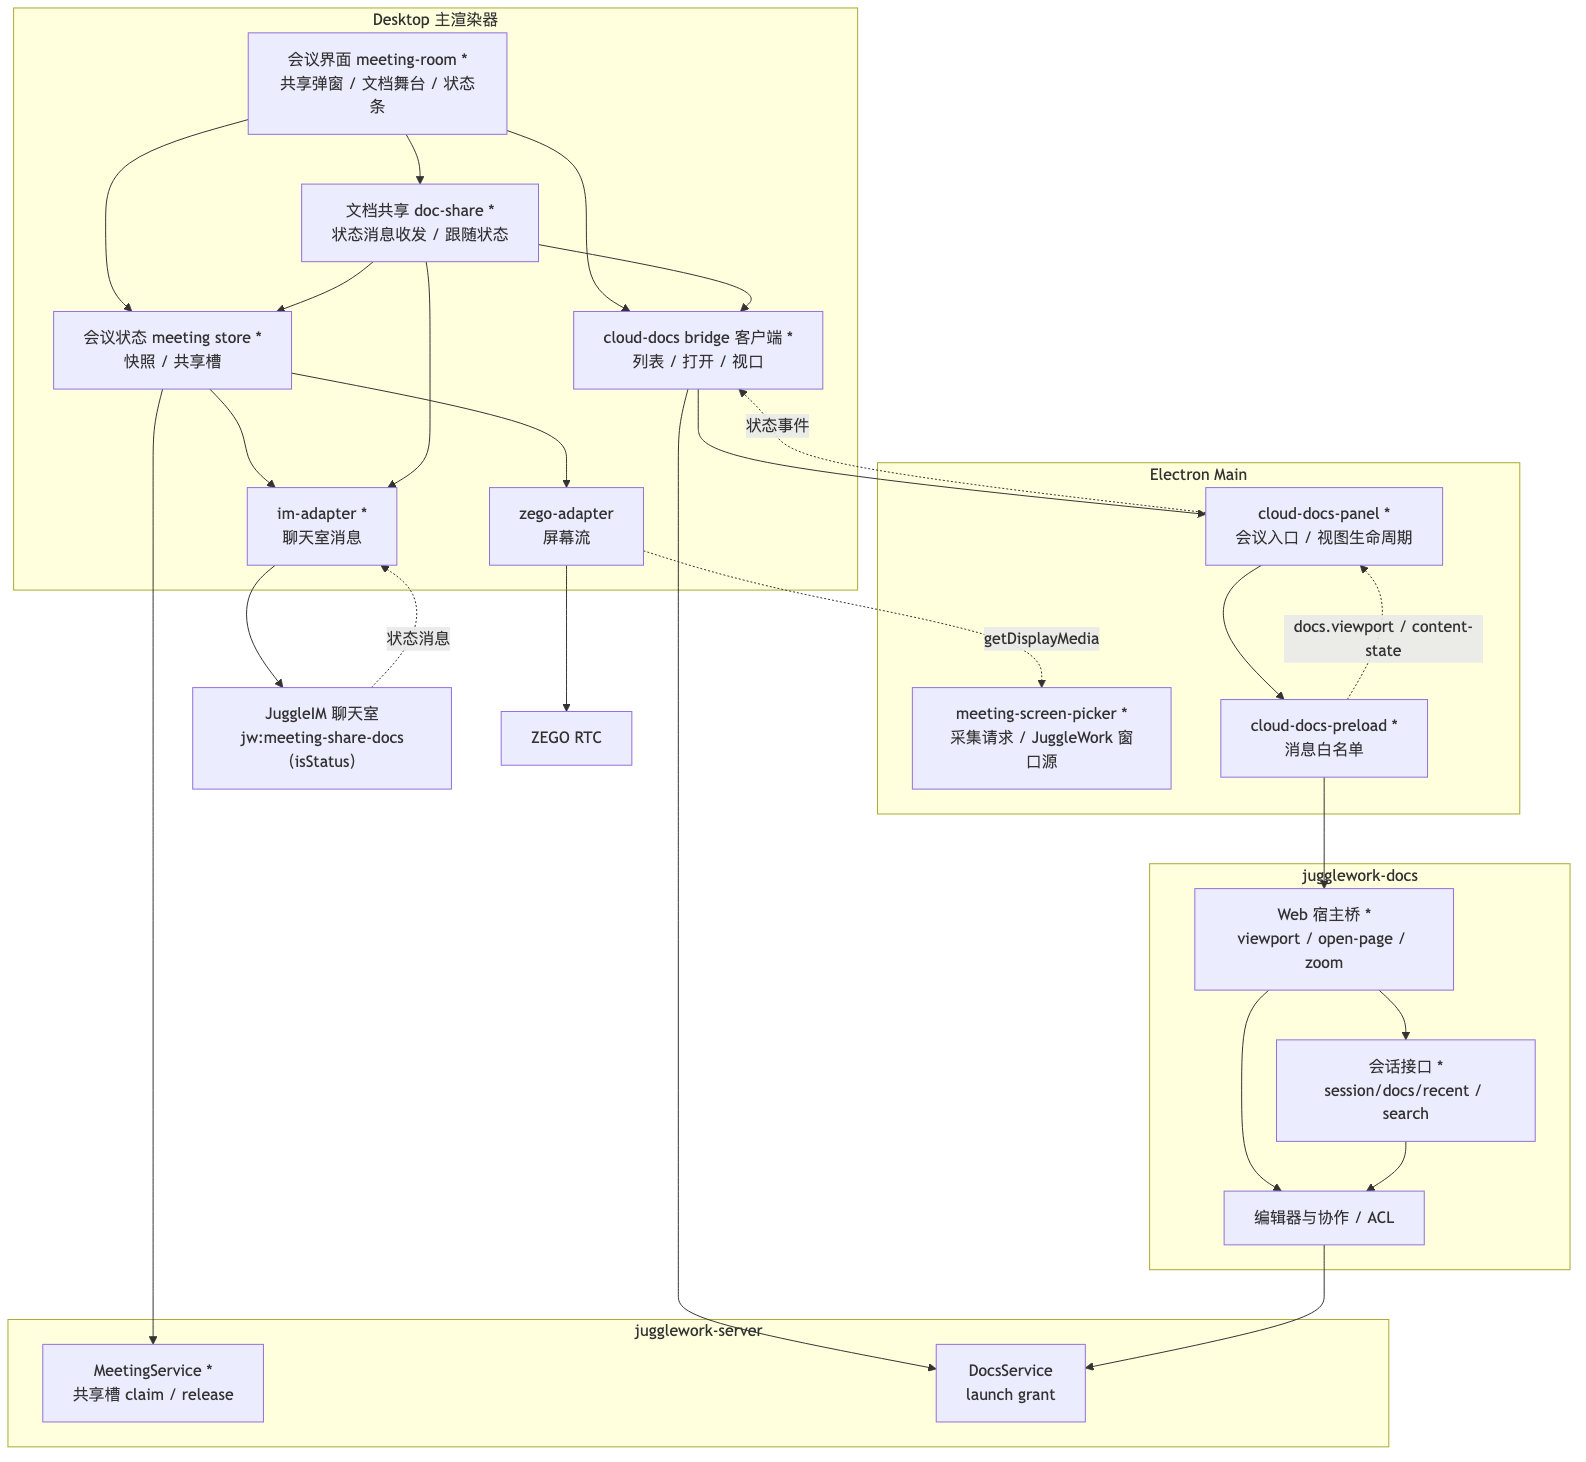 Desktop 主渲染器
会议界面 meeting-room *
共享弹窗 / 文档舞台 / 状态
条
文档共享 doc-share *
状态消息收发 / 跟随状态
会议状态 meeting store *
快照 / 共享槽
cloud-docs bridge 客户端 *
列表 / 打开 / 视口
状态事件
Electron Main
im-adapter *
聊天室消息
zego-adapter
屏幕流
cloud-docs-panel *
会议入口 / 视图生命周期
状态消息
getDisplayMedia
docs.viewport / content-
state
JuggleIM 聊天室
jw:meeting-share-docs
（isStatus）
ZEGO RTC
meeting-screen-picker *
采集请求 / JuggleWork 窗
口源
cloud-docs-preload *
消息白名单
jugglework-docs
Web 宿主桥 *
viewport / open-page /
zoom
会话接口 *
session/docs/recent /
search
编辑器与协作 / ACL
jugglework-server
MeetingService *
共享槽 claim / release
DocsService
launch grant